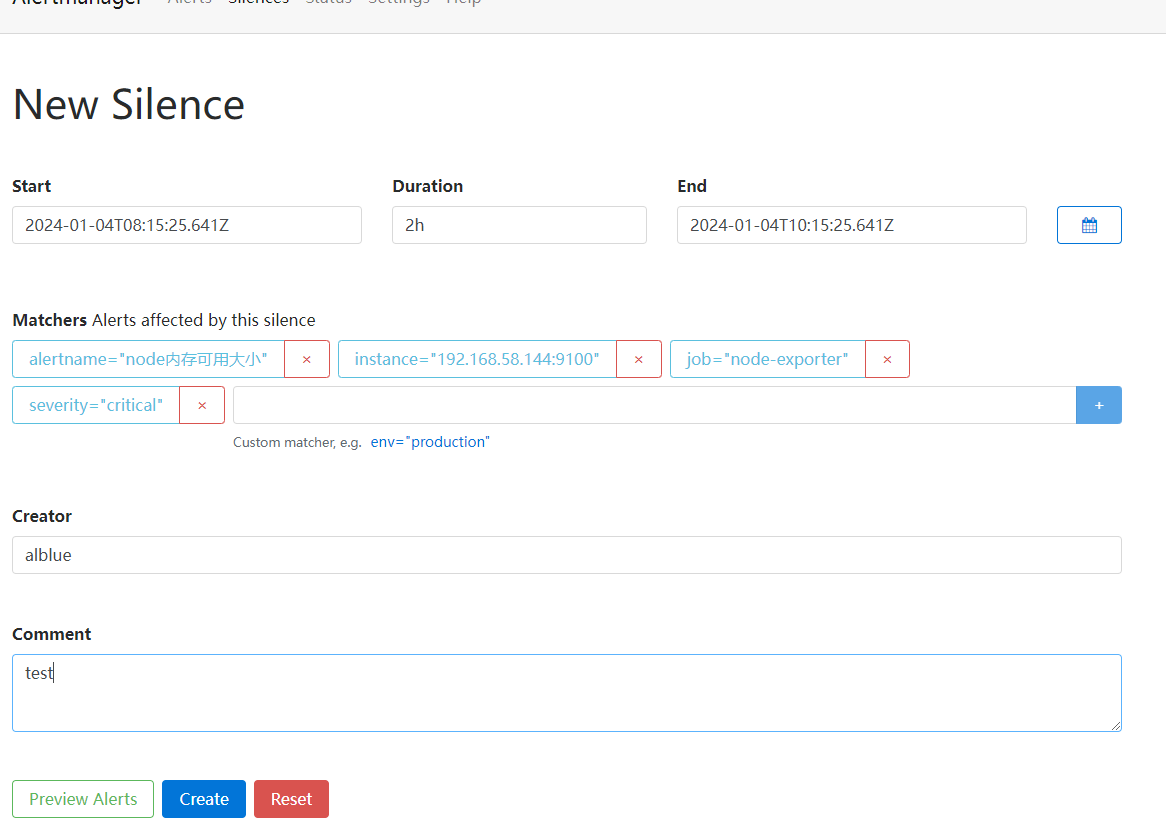 Alertmanager Alerts Silences Status Settings Help
New Silence
Start Duration End
2024-01-04T08:15:25.641Z 2h 2024-01-04T10:15:25.641Z
Matchers Alerts affected by this silence
alertname="node内存可用大小" × instance="192.168.58.144:9100" × job="node-exporter" ×
severity="critical" × +
Custom matcher, e.g. env="production"
Creator
alblue
Comment
test
Preview Alerts Create Reset